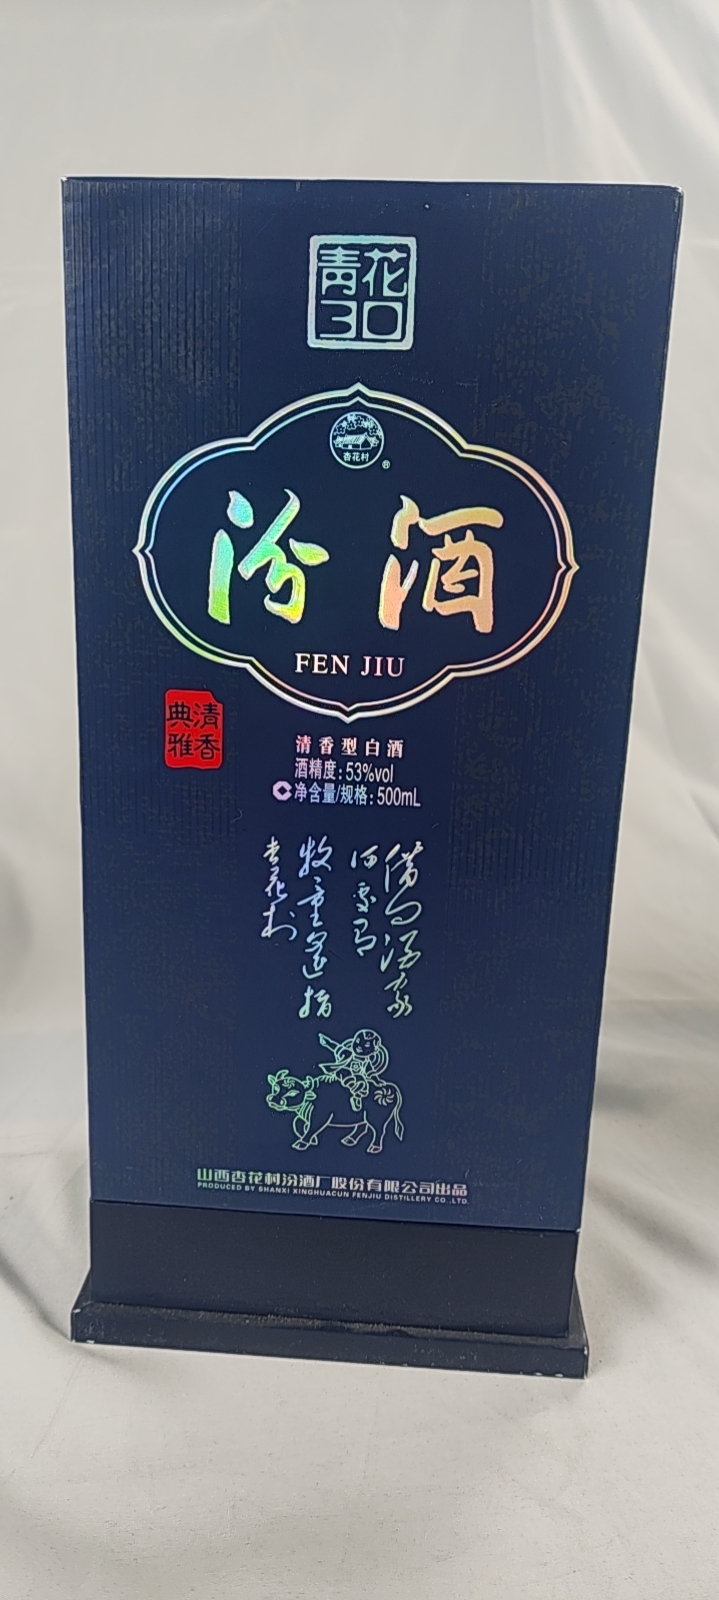 青花
30
杏花村
®
汾酒
FEN JIU
清香
典雅
清香型白酒
酒精度:53%vol
净含量/规格:500mL
借问酒家
何处有
牧童遥指
杏花村
山西杏花村汾酒厂股份有限公司出品
PRODUCED BY SHANXI XINGHUACUN FENJIU DISTILLERY CO.,LTD.